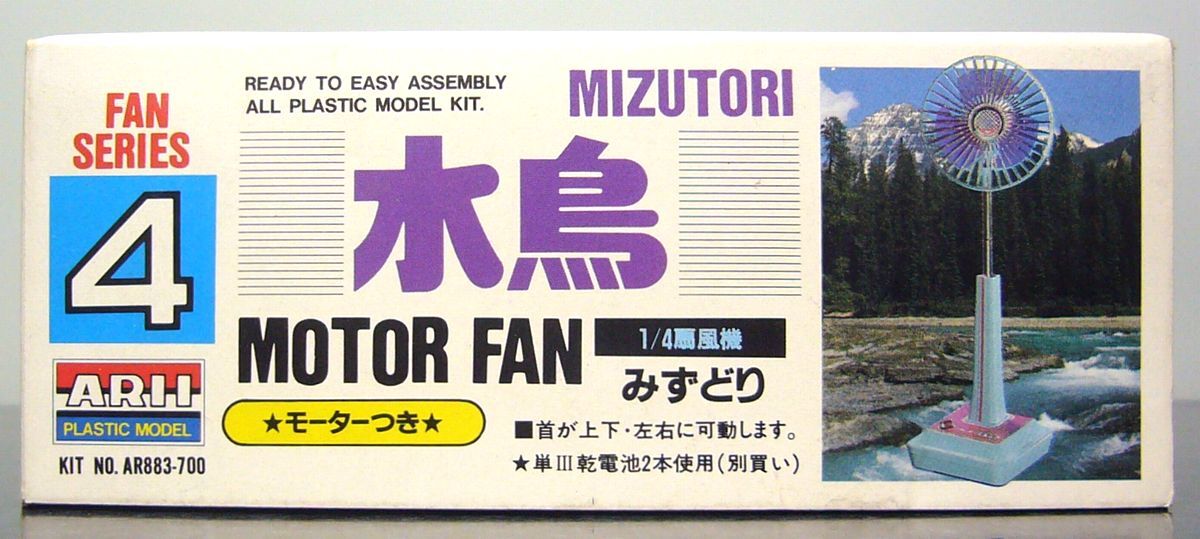 FAN
SERIES
4
ARII
PLASTIC MODEL
KIT NO. AR883-700
READY TO EASY ASSEMBLY
ALL PLASTIC MODEL KIT.
MIZUTORI
水鳥
MOTOR FAN
1/4扇風機
みずどり
★モーターつき★
■首が上下・左右に可動します。
★単III乾電池2本使用(別買い)